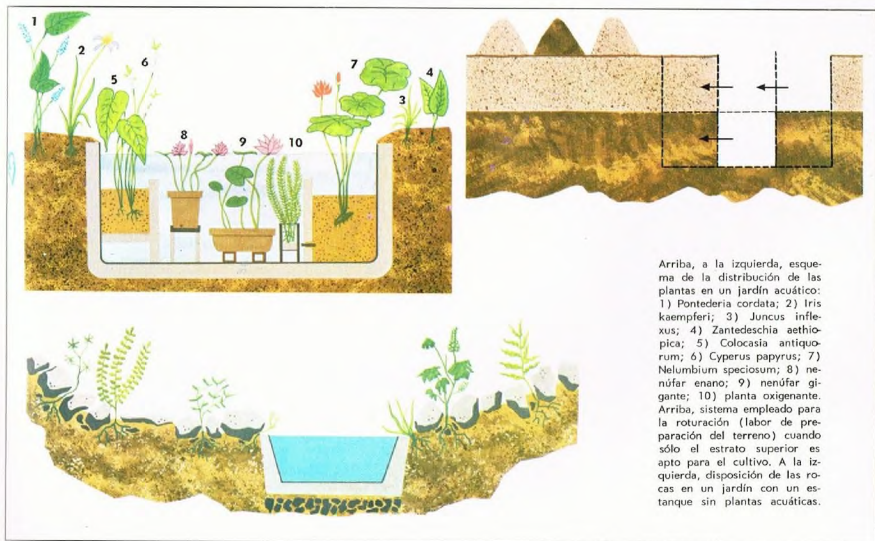 1
2
6
5
7
4
3
8
9
10
Arriba, a la izquierda, esque-
ma de la distribución de las
plantas en un jardín acuático:
1) Pontederia cordata; 2) Iris
kaempferi; 3) Juncus infle-
xus; 4) Zantedeschia aethio-
pica; 5) Colocasia antiquo-
rum; 6) Cyperus papyrus; 7)
Nelumbium speciosum; 8) ne-
núfar enano; 9) nenúfar gi-
gante; 10) planta oxigenante.
Arriba, sistema empleado para
la roturación (labor de pre-
paración del terreno) cuando
sólo el estrato superior es
apto para el cultivo. A la iz-
quierda, disposición de las ro-
cas en un jardín con un es-
tanque sin plantas acuáticas.